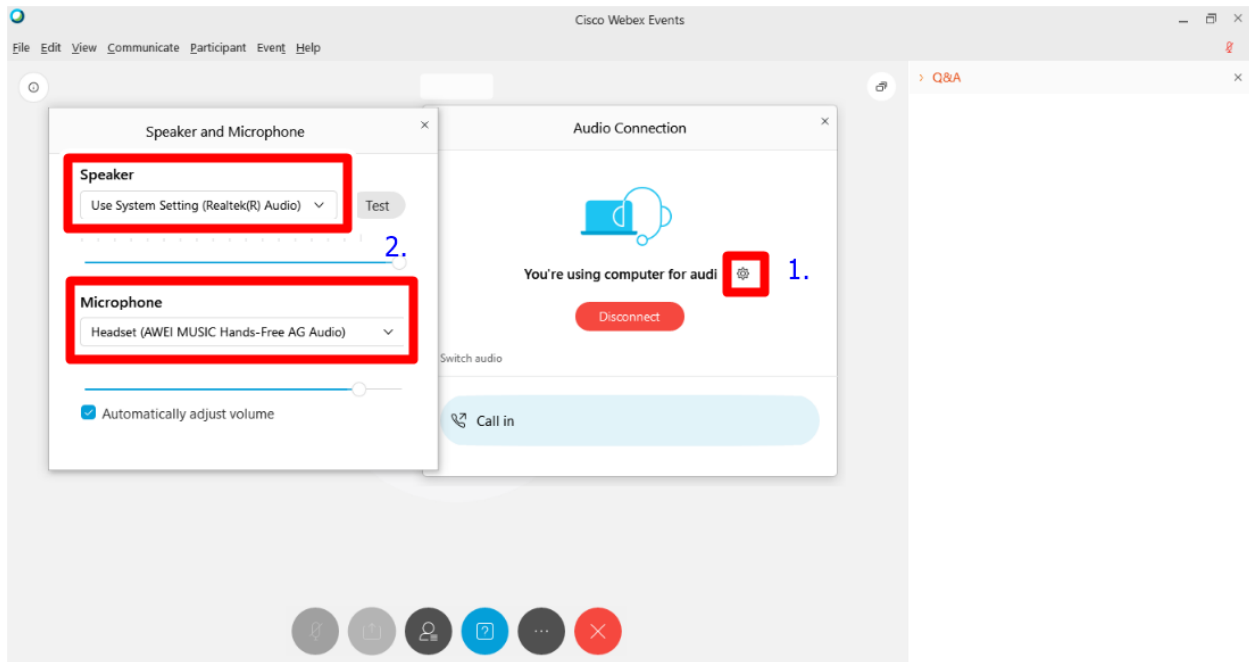 Cisco Webex Events
File Edit View Communicate Participant Event Help
Q&A
Speaker and Microphone
Speaker
Use System Setting (Realtek(R) Audio)
Test
2.
Microphone
Headset (AWEI MUSIC Hands-Free AG Audio)
Automatically adjust volume
Audio Connection
You're using computer for audi
1.
Disconnect
Switch audio
Call in